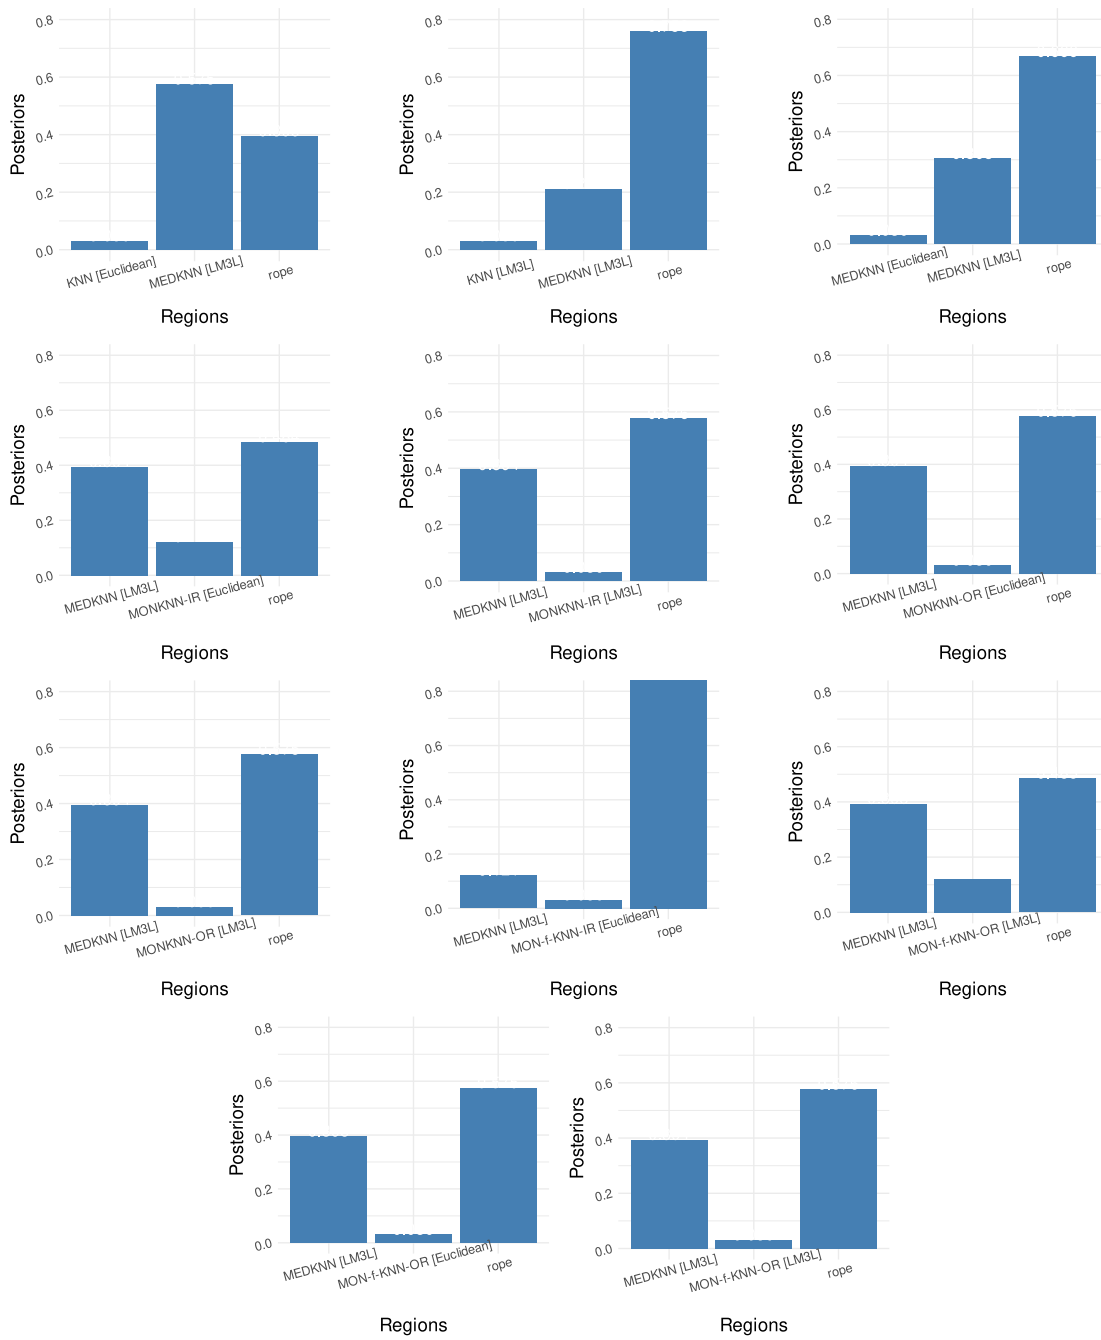 Posteriors
0.8
0.6
0.4
0.2
0.0
KNN [Euclidean]
MEDKNN [LM3L]
rope
Regions
Posteriors
0.8
0.6
0.4
0.2
0.0
KNN [LM3L]
MEDKNN [LM3L]
rope
Regions
Posteriors
0.8
0.6
0.4
0.2
0.0
MEDKNN [Euclidean]
MEDKNN [LM3L]
rope
Regions
Posteriors
0.8
0.6
0.4
0.2
0.0
MEDKNN [LM3L]
MONKNN-IR [Euclidean]
rope
Regions
Posteriors
0.8
0.6
0.4
0.2
0.0
MEDKNN [LM3L]
MONKNN-IR [LM3L]
rope
Regions
Posteriors
0.8
0.6
0.4
0.2
0.0
MEDKNN [LM3L]
MONKNN-OR [Euclidean]
rope
Regions
Posteriors
0.8
0.6
0.4
0.2
0.0
MEDKNN [LM3L]
MONKNN-OR [LM3L]
rope
Regions
Posteriors
0.8
0.6
0.4
0.2
0.0
MEDKNN [LM3L]
MON-f-KNN-IR [Euclidean]
rope
Regions
Posteriors
0.8
0.6
0.4
0.2
0.0
MEDKNN [LM3L]
MON-f-KNN-OR [LM3L]
rope
Regions
Posteriors
0.8
0.6
0.4
0.2
0.0
MEDKNN [LM3L]
MON-f-KNN-OR [Euclidean]
rope
Regions
Posteriors
0.8
0.6
0.4
0.2
0.0
MEDKNN [LM3L]
MON-f-KNN-OR [LM3L]
rope
Regions